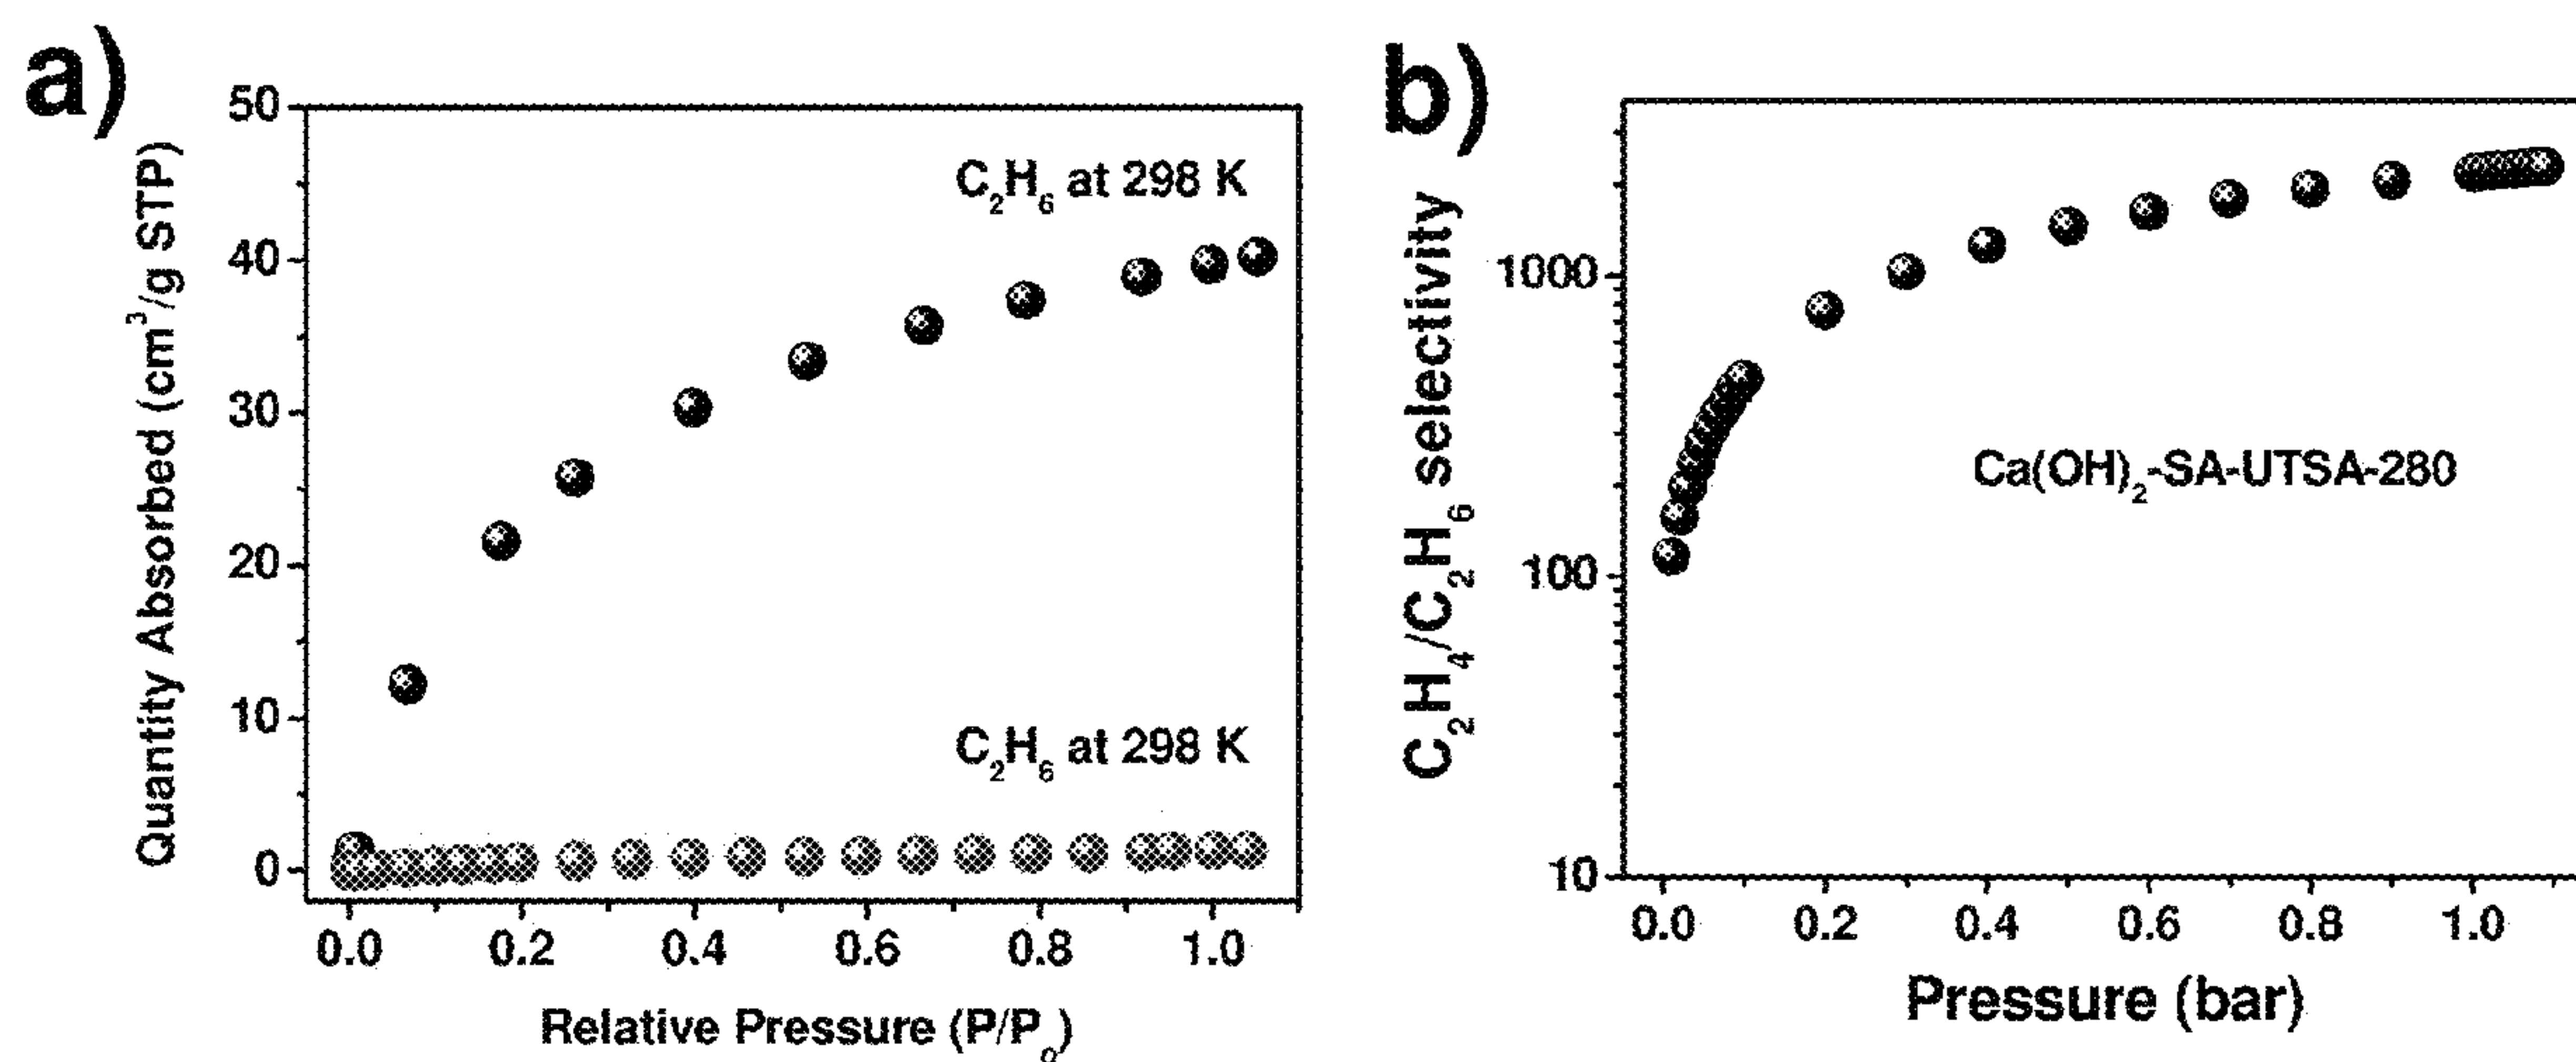 a)
Quantity Absorbed (cm³/g STP)
50
40
30
20
10
0
C₂H₆ at 298 K
C₂H₆ at 298 K
0.0 0.2 0.4 0.6 0.8 1.0
Relative Pressure (P/Pₒ)
b)
C₂H₄/C₂H₆ selectivity
1000
100
10
Ca(OH)₂-SA-UTSA-280
0.0 0.2 0.4 0.6 0.8 1.0
Pressure (bar)